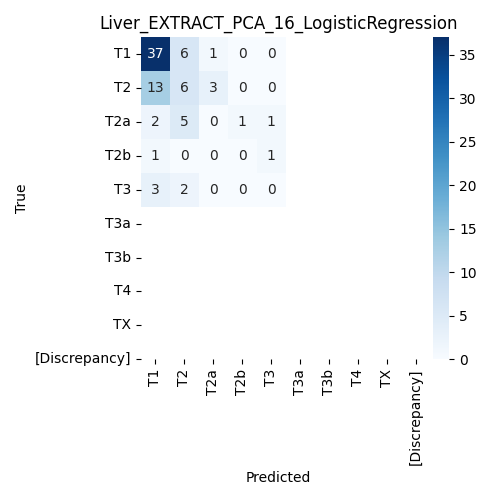 Liver_EXTRACT_PCA_16_LogisticRegression
True
T1 37 6 1 0 0
T2 13 6 3 0 0
T2a 2 5 0 1 1
T2b 1 0 0 0 1
T3 3 2 0 0 0
T3a
T3b
T4
TX
[Discrepancy]
T1 T2 T2a T2b T3 T3a T3b T4 TX [Discrepancy]
Predicted
35
30
25
20
15
10
5
0